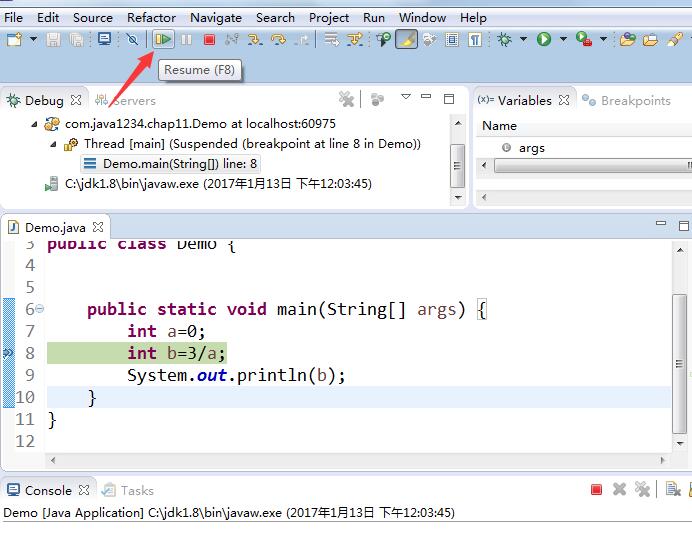 File Edit Source Refactor Navigate Search Project Run Window Help
Resume (F8)
Debug Servers
com.java1234.chap11.Demo at localhost:60975
Thread [main] (Suspended (breakpoint at line 8 in Demo))
Demo.main(String[]) line: 8
C:\jdk1.8\bin\javaw.exe (2017年1月13日 下午12:03:45)
(x)= Variables Breakpoints
Name
args
Demo.java
3 public class Demo {
4
5
6 public static void main(String[] args) {
7 int a=0;
8 int b=3/a;
9 System.out.println(b);
10 }
11 }
12
Console Tasks
Demo [Java Application] C:\jdk1.8\bin\javaw.exe (2017年1月13日 下午12:03:45)